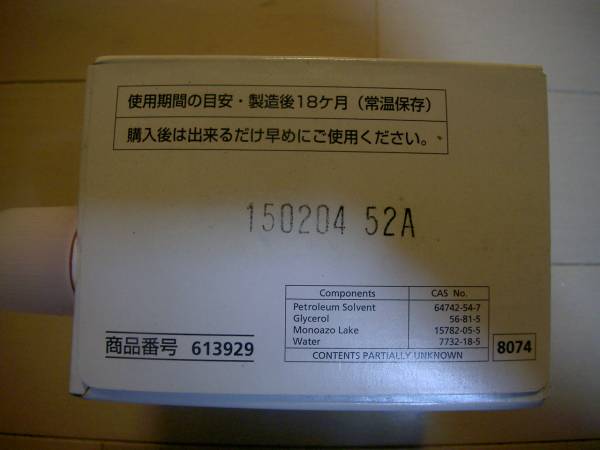 使用期間の目安・製造後18ケ月（常温保存）
購入後は出来るだけ早めにご使用ください。
150204 52A
Components CAS No.
Petroleum Solvent 64742-54-7
Glycerol 56-81-5
Monoazo Lake 15782-05-5
Water 7732-18-5
CONTENTS PARTIALLY UNKNOWN
商品番号 613929
8074